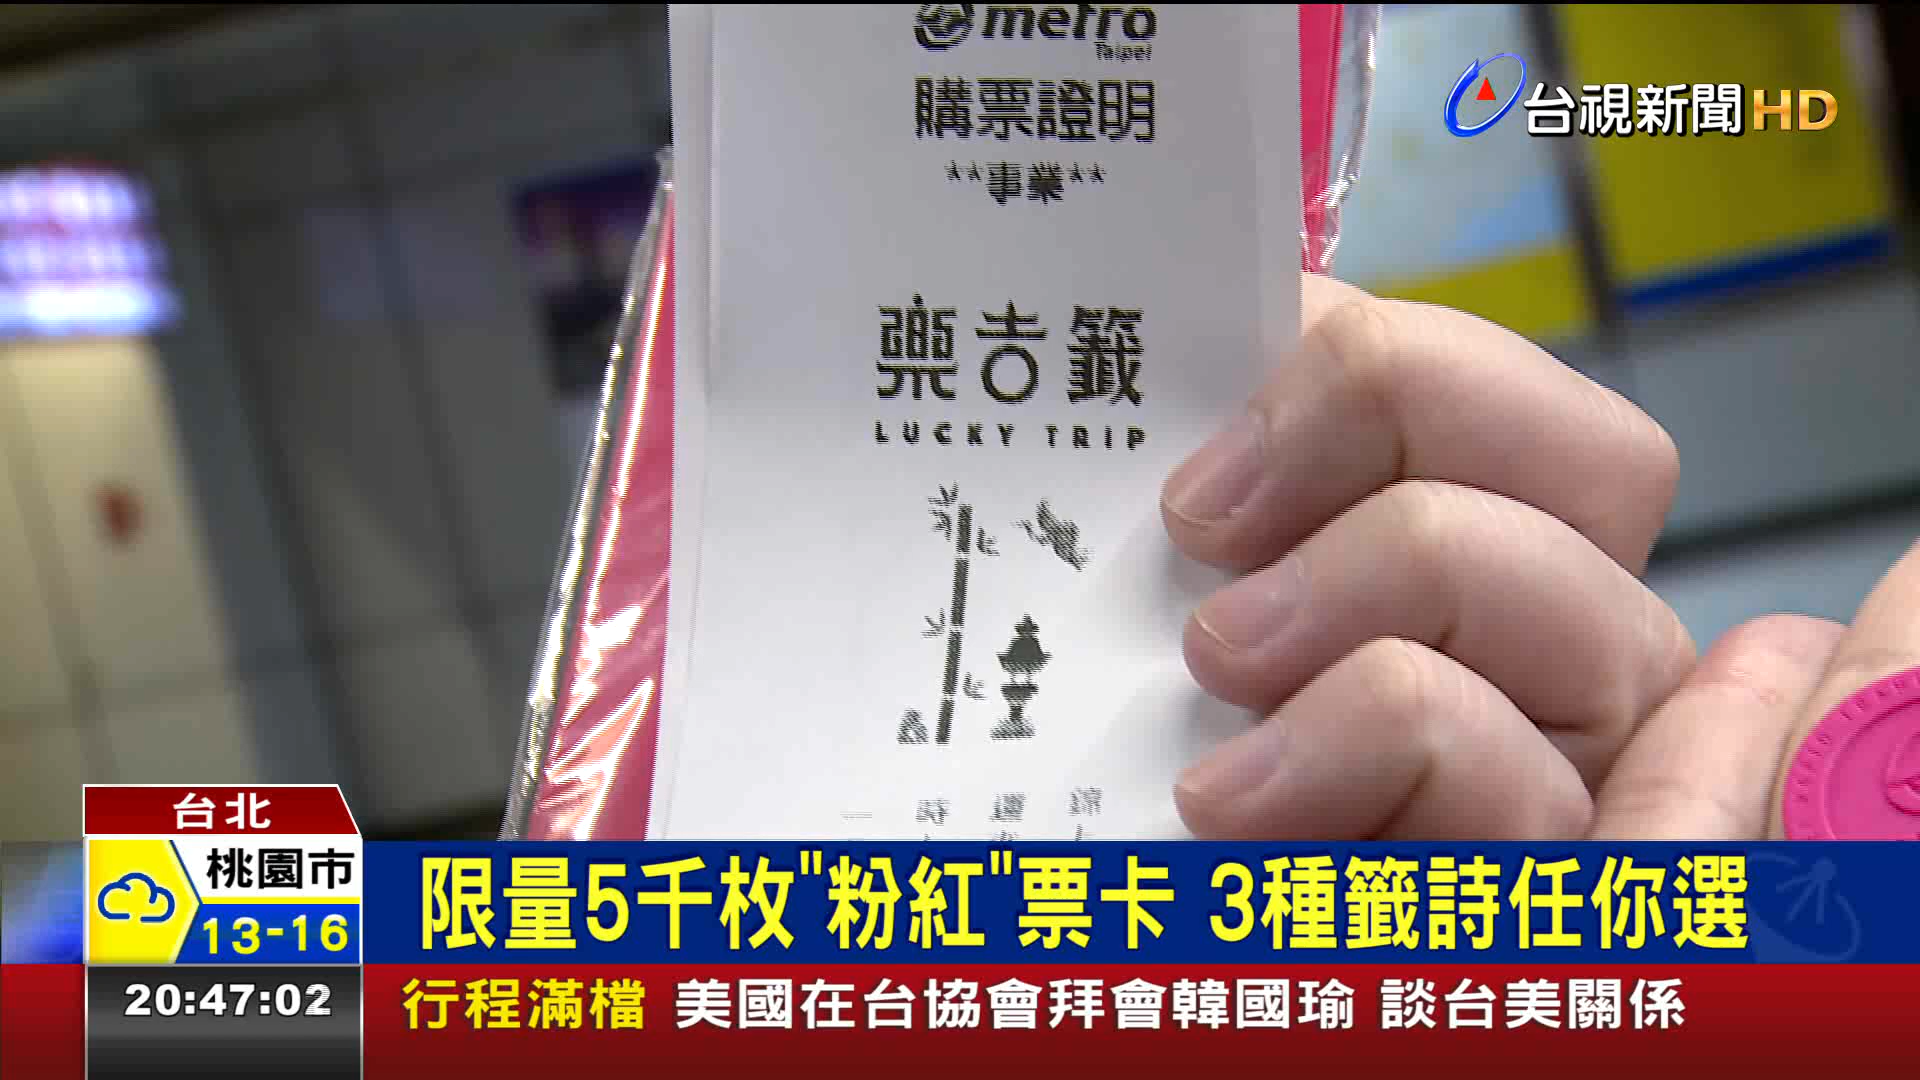 metro
Taipei
購票證明
**事業**
台視新聞HD
樂吉籤
LUCKY TRIP
台北
桃園市
13-16
限量5千枚"粉紅"票卡 3種籤詩任你選
20:47:02
行程滿檔 美國在台協會拜會韓國瑜 談台美關係